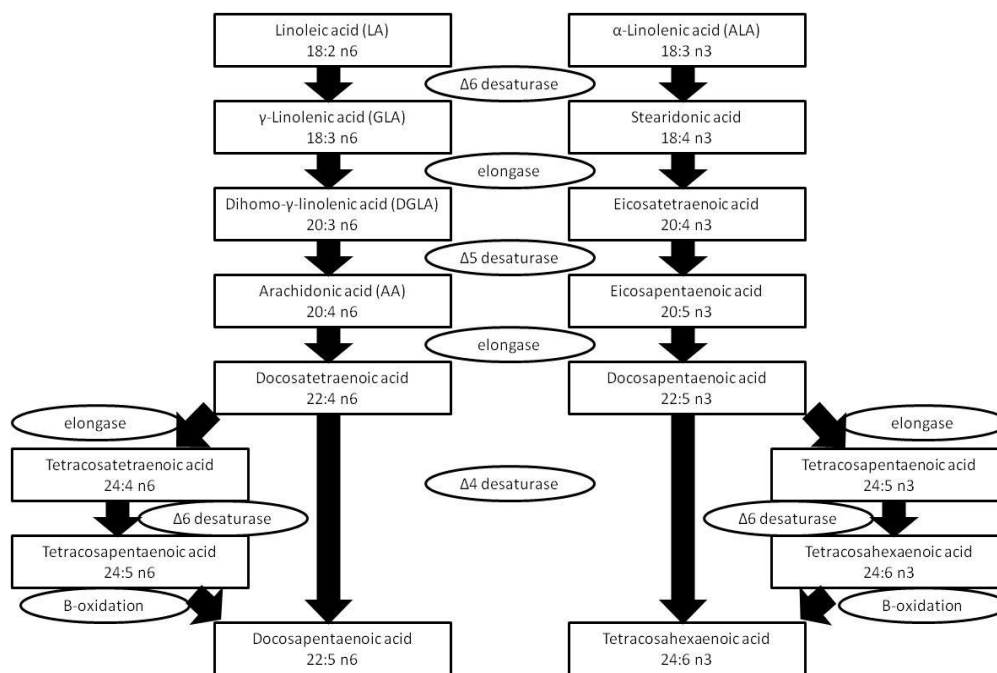 Linoleic acid (LA)
18:2 n6
α-Linolenic acid (ALA)
18:3 n3
Δ6 desaturase
γ-Linolenic acid (GLA)
18:3 n6
Stearidonic acid
18:4 n3
elongase
Dihomo-γ-linolenic acid (DGLA)
20:3 n6
Eicosatetraenoic acid
20:4 n3
Δ5 desaturase
Arachidonic acid (AA)
20:4 n6
Eicosapentaenoic acid
20:5 n3
elongase
Docosatetraenoic acid
22:4 n6
Docosapentaenoic acid
22:5 n3
elongase
elongase
Tetracosatetraenoic acid
24:4 n6
Δ4 desaturase
Tetracosapentaenoic acid
24:5 n3
Δ6 desaturase
Δ6 desaturase
Tetracosapentaenoic acid
24:5 n6
Tetracosahexaenoic acid
24:6 n3
B-oxidation
B-oxidation
Docosapentaenoic acid
22:5 n6
Tetracosahexaenoic acid
24:6 n3